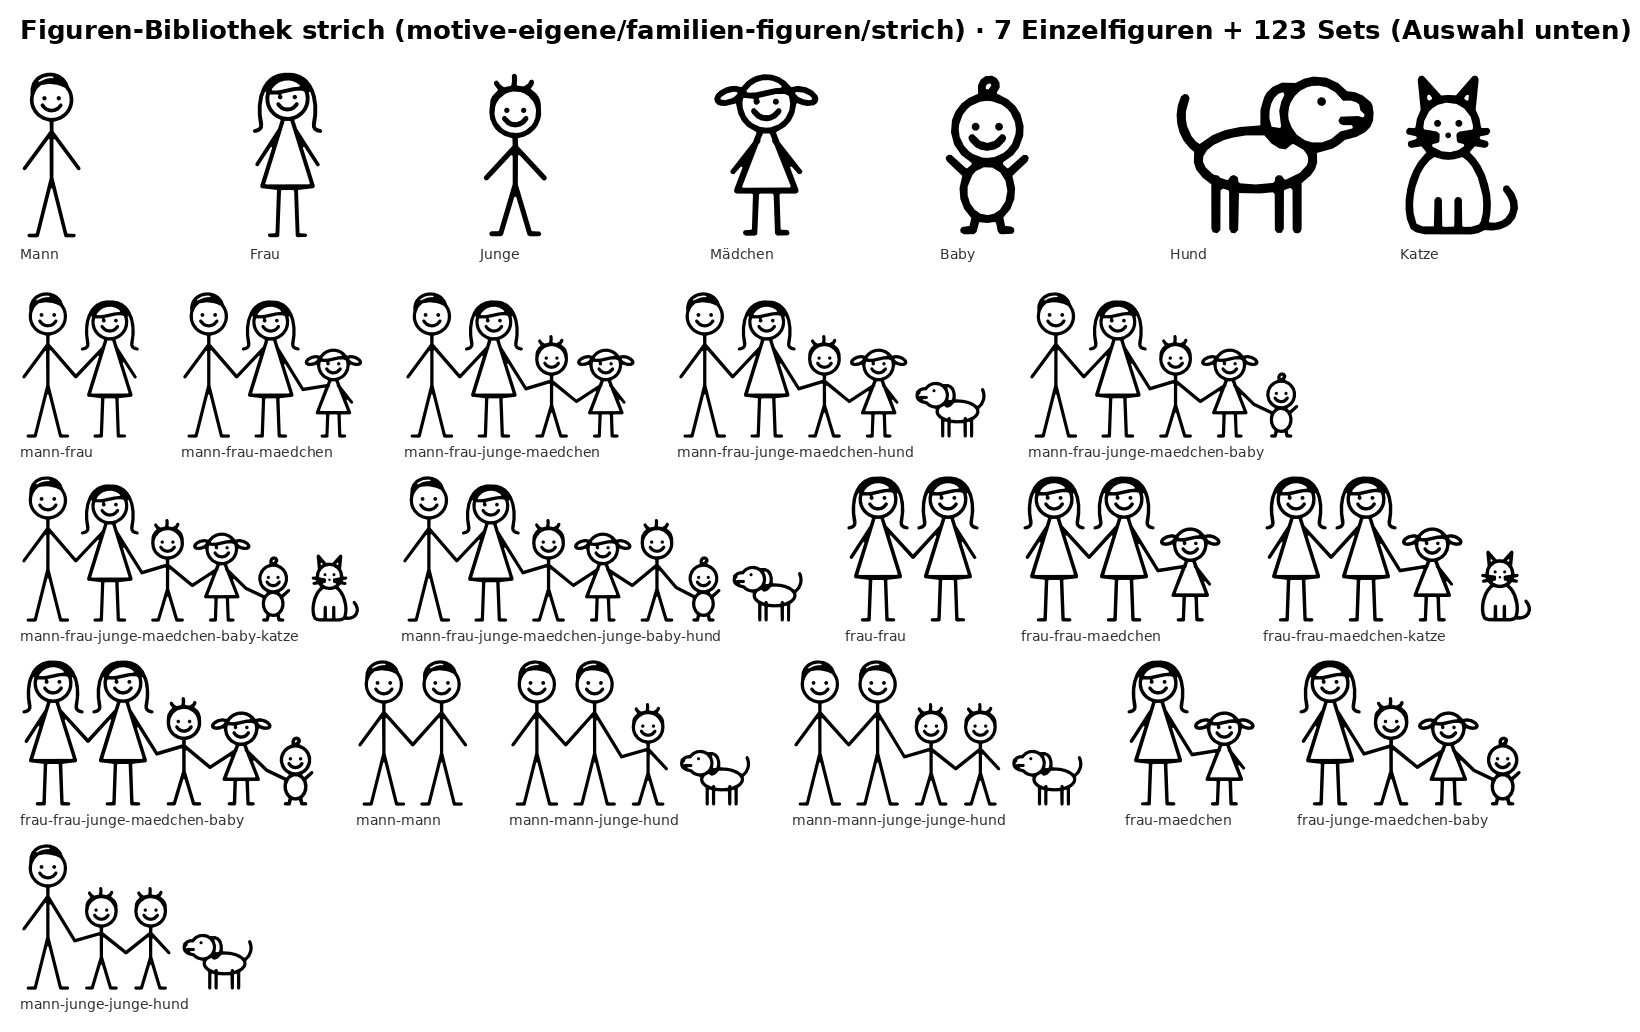 Figuren-Bibliothek strich (motive-eigene/familien-figuren/strich) · 7 Einzelfiguren + 123 Sets (Auswahl unten)
Mann Frau Junge Mädchen Baby Hund Katze
mann-frau mann-frau-maedchen mann-frau-junge-maedchen mann-frau-junge-maedchen-hund mann-frau-junge-maedchen-baby
mann-frau-junge-maedchen-baby-katze mann-frau-junge-maedchen-junge-baby-hund frau-frau frau-frau-maedchen frau-frau-maedchen-katze
frau-frau-junge-maedchen-baby mann-mann mann-mann-junge-hund mann-mann-junge-junge-hund frau-maedchen frau-junge-maedchen-baby
mann-junge-junge-hund